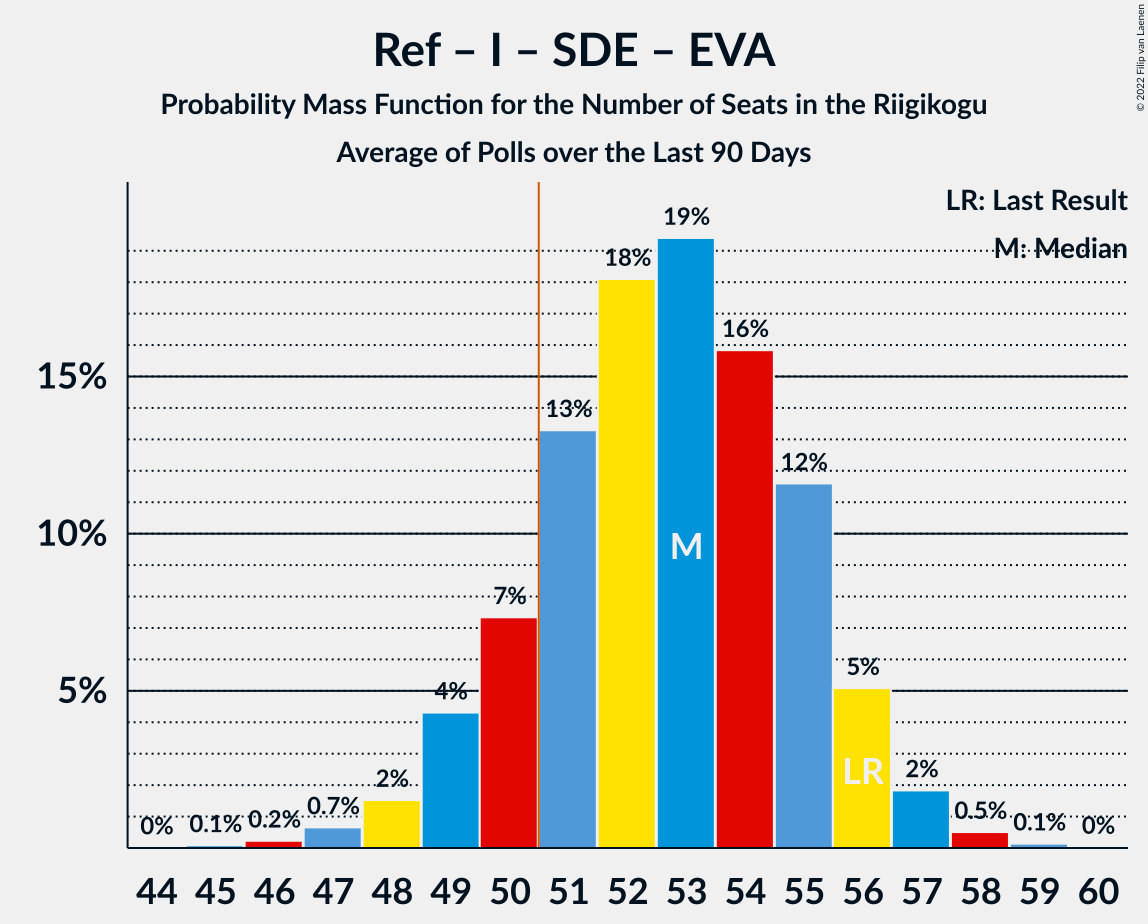 Ref – I – SDE – EVA
Probability Mass Function for the Number of Seats in the Riigikogu
Average of Polls over the Last 90 Days
© 2022 Filip van Laenen
LR: Last Result
M: Median
15%
10%
5%
0%
0.1%
0.2%
0.7%
2%
4%
7%
13%
18%
19%
16%
12%
5%
2%
0.5%
0.1%
0%
M
LR
44 45 46 47 48 49 50 51 52 53 54 55 56 57 58 59 60